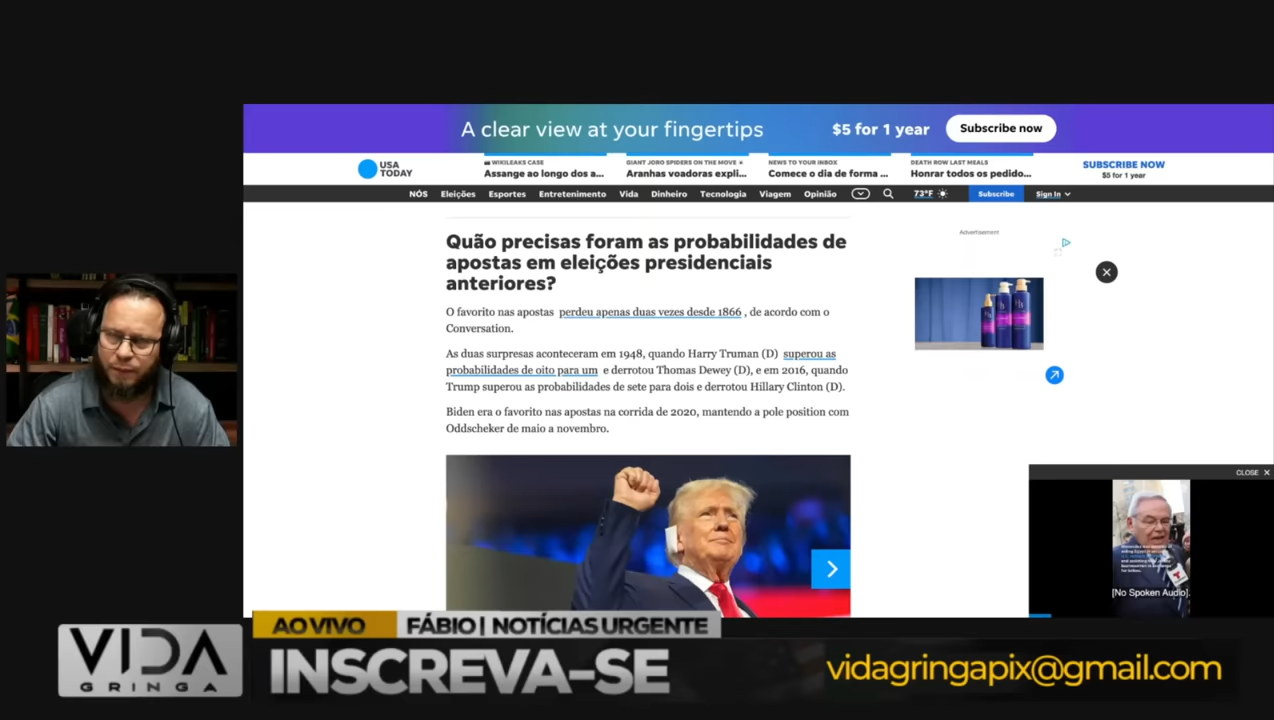 A clear view at your fingertips
$5 for 1 year
Subscribe now
USA
TODAY
WIKILEAKS CASE
Assange ao longo dos a...
GIANT JORO SPIDERS ON THE MOVE
Aranhas voadoras expli...
NEWS TO YOUR INBOX
Comece o dia de forma ...
DEATH ROW LAST MEALS
Honrar todos os pedido...
SUBSCRIBE NOW
$5 for 1 year
NÓS Eleições Esportes Entretenimento Vida Dinheiro Tecnologia Viagem Opinião 73°F Subscribe Sign In
Quão precisas foram as probabilidades de
apostas em eleições presidenciais
anteriores?
O favorito nas apostas perdeu apenas duas vezes desde 1866 , de acordo com o
Conversation.
As duas surpresas aconteceram em 1948, quando Harry Truman (D) superou as
probabilidades de oito para um e derrotou Thomas Dewey (D), e em 2016, quando
Trump superou as probabilidades de sete para dois e derrotou Hillary Clinton (D).
Biden era o favorito nas apostas na corrida de 2020, mantendo a pole position com
Oddscheker de maio a novembro.
Advertisement
CLOSE X
[No Spoken Audio]
AO VIVO
FÁBIO | NOTÍCIAS URGENTE
VIDA
GRINGA
INSCREVA-SE
vidagringapix@gmail.com